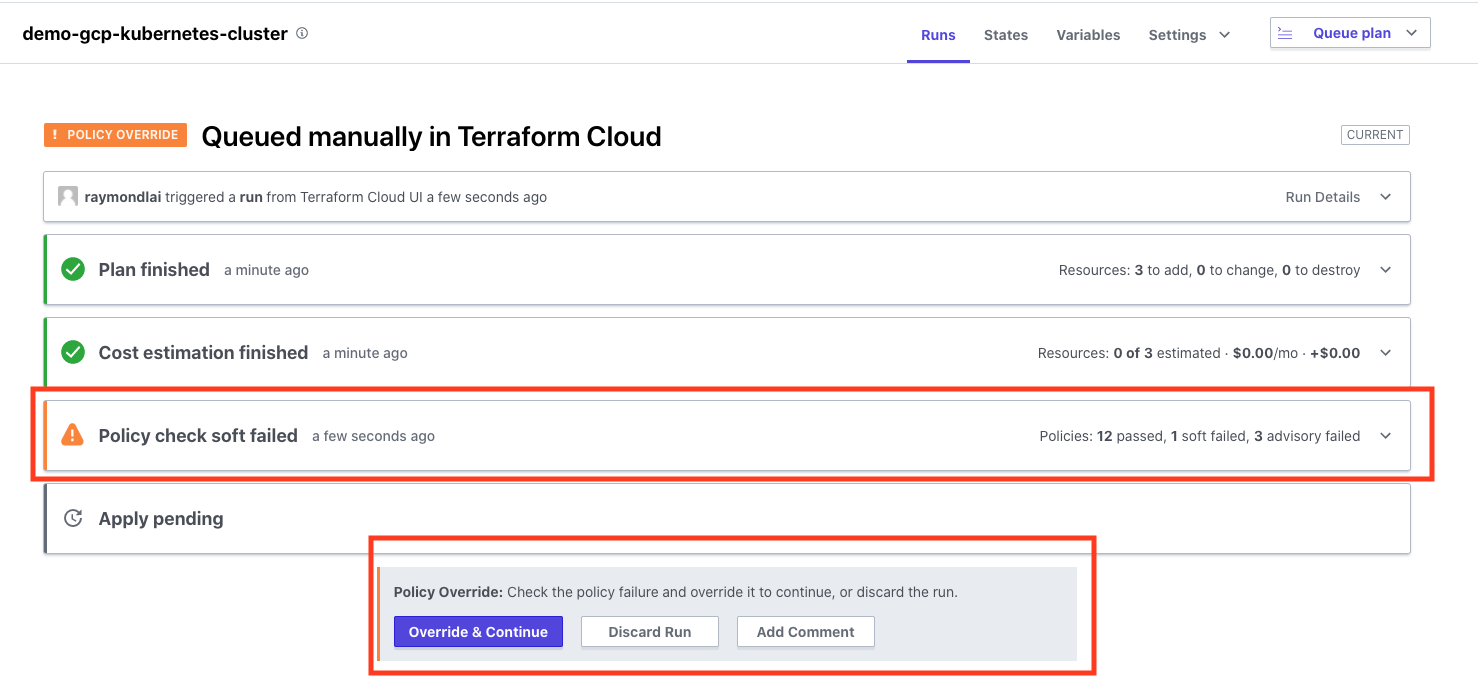 demo-gcp-kubernetes-cluster
Runs States Variables Settings Queue plan
! POLICY OVERRIDE Queued manually in Terraform Cloud CURRENT
raymondlai triggered a run from Terraform Cloud UI a few seconds ago Run Details
Plan finished a minute ago Resources: 3 to add, 0 to change, 0 to destroy
Cost estimation finished a minute ago Resources: 0 of 3 estimated · $0.00/mo · +$0.00
Policy check soft failed a few seconds ago Policies: 12 passed, 1 soft failed, 3 advisory failed
Apply pending
Policy Override: Check the policy failure and override it to continue, or discard the run.
Override & Continue Discard Run Add Comment